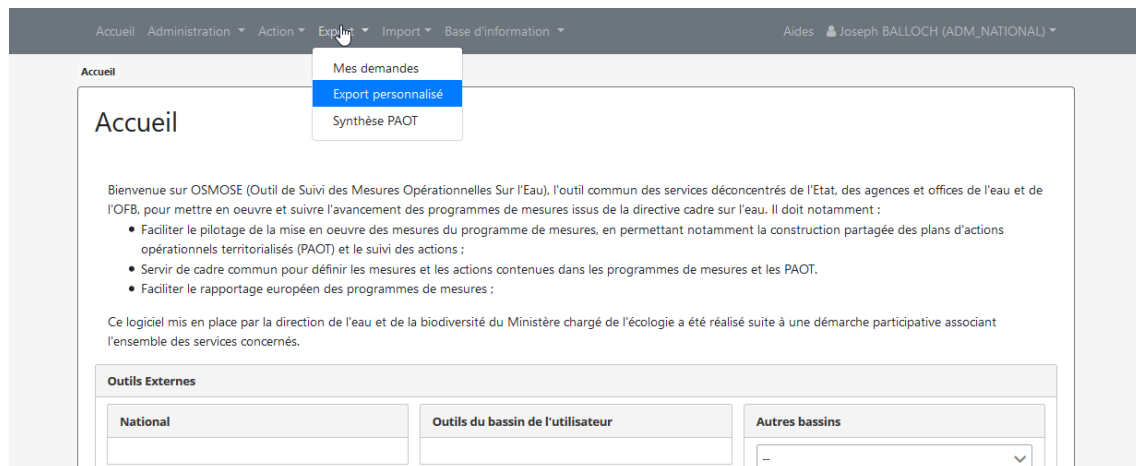 Accueil Administration Action Export Import Base d'information Aides Joseph BALLOCH (ADM_NATIONAL)
Mes demandes
Export personnalisé
Synthèse PAOT
Accueil
Accueil
Bienvenue sur OSMOSE (Outil de Suivi des Mesures Opérationnelles Sur l'Eau), l'outil commun des services déconcentrés de l'Etat, des agences et offices de l'eau et de
l'OFB, pour mettre en oeuvre et suivre l'avancement des programmes de mesures issus de la directive cadre sur l'eau. Il doit notamment :
• Faciliter le pilotage de la mise en oeuvre des mesures du programme de mesures, en permettant notamment la construction partagée des plans d'actions
opérationnels territorialisés (PAOT) et le suivi des actions ;
• Servir de cadre commun pour définir les mesures et les actions contenues dans les programmes de mesures et les PAOT.
• Faciliter le rapportage européen des programmes de mesures ;
Ce logiciel mis en place par la direction de l'eau et de la biodiversité du Ministère chargé de l'écologie a été réalisé suite à une démarche participative associant
l'ensemble des services concernés.
Outils Externes
National
Outils du bassin de l'utilisateur
Autres bassins
--